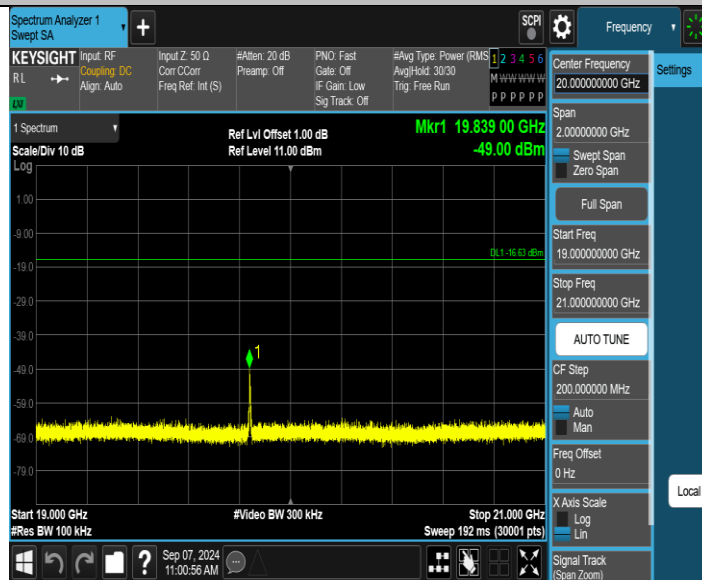 Spectrum Analyzer 1
Swept SA
+
SCPI
Frequency
KEYSIGHT
RL
LXI
Input: RF
Coupling: DC
Align: Auto
Input Z: 50 Ω
Corr CCorr
Freq Ref: Int (S)
#Atten: 20 dB
Preamp: Off
PNO: Fast
Gate: Off
IF Gain: Low
Sig Track: Off
#Avg Type: Power (RMS
Avg|Hold: 30/30
Trig: Free Run
1 2 3 4 5 6
M W W W W W
P P P P P P
1 Spectrum
Scale/Div 10 dB
Log
Ref Lvl Offset 1.00 dB
Ref Level 11.00 dBm
Mkr1 19.839 00 GHz
-49.00 dBm
1.00
-9.00
-19.0
-29.0
-39.0
-49.0
-59.0
-69.0
-79.0
DL1 -16.63 dBm
1
Start 19.000 GHz
#Res BW 100 kHz
#Video BW 300 kHz
Stop 21.000 GHz
Sweep 192 ms (30001 pts)
Center Frequency
20.000000000 GHz
Settings
Span
2.00000000 GHz
Swept Span
Zero Span
Full Span
Start Freq
19.000000000 GHz
Stop Freq
21.000000000 GHz
AUTO TUNE
CF Step
200.000000 MHz
Auto
Man
Freq Offset
0 Hz
X Axis Scale
Log
Lin
Local
Signal Track
(Span Zoom)
?
Sep 07, 2024
11:00:56 AM